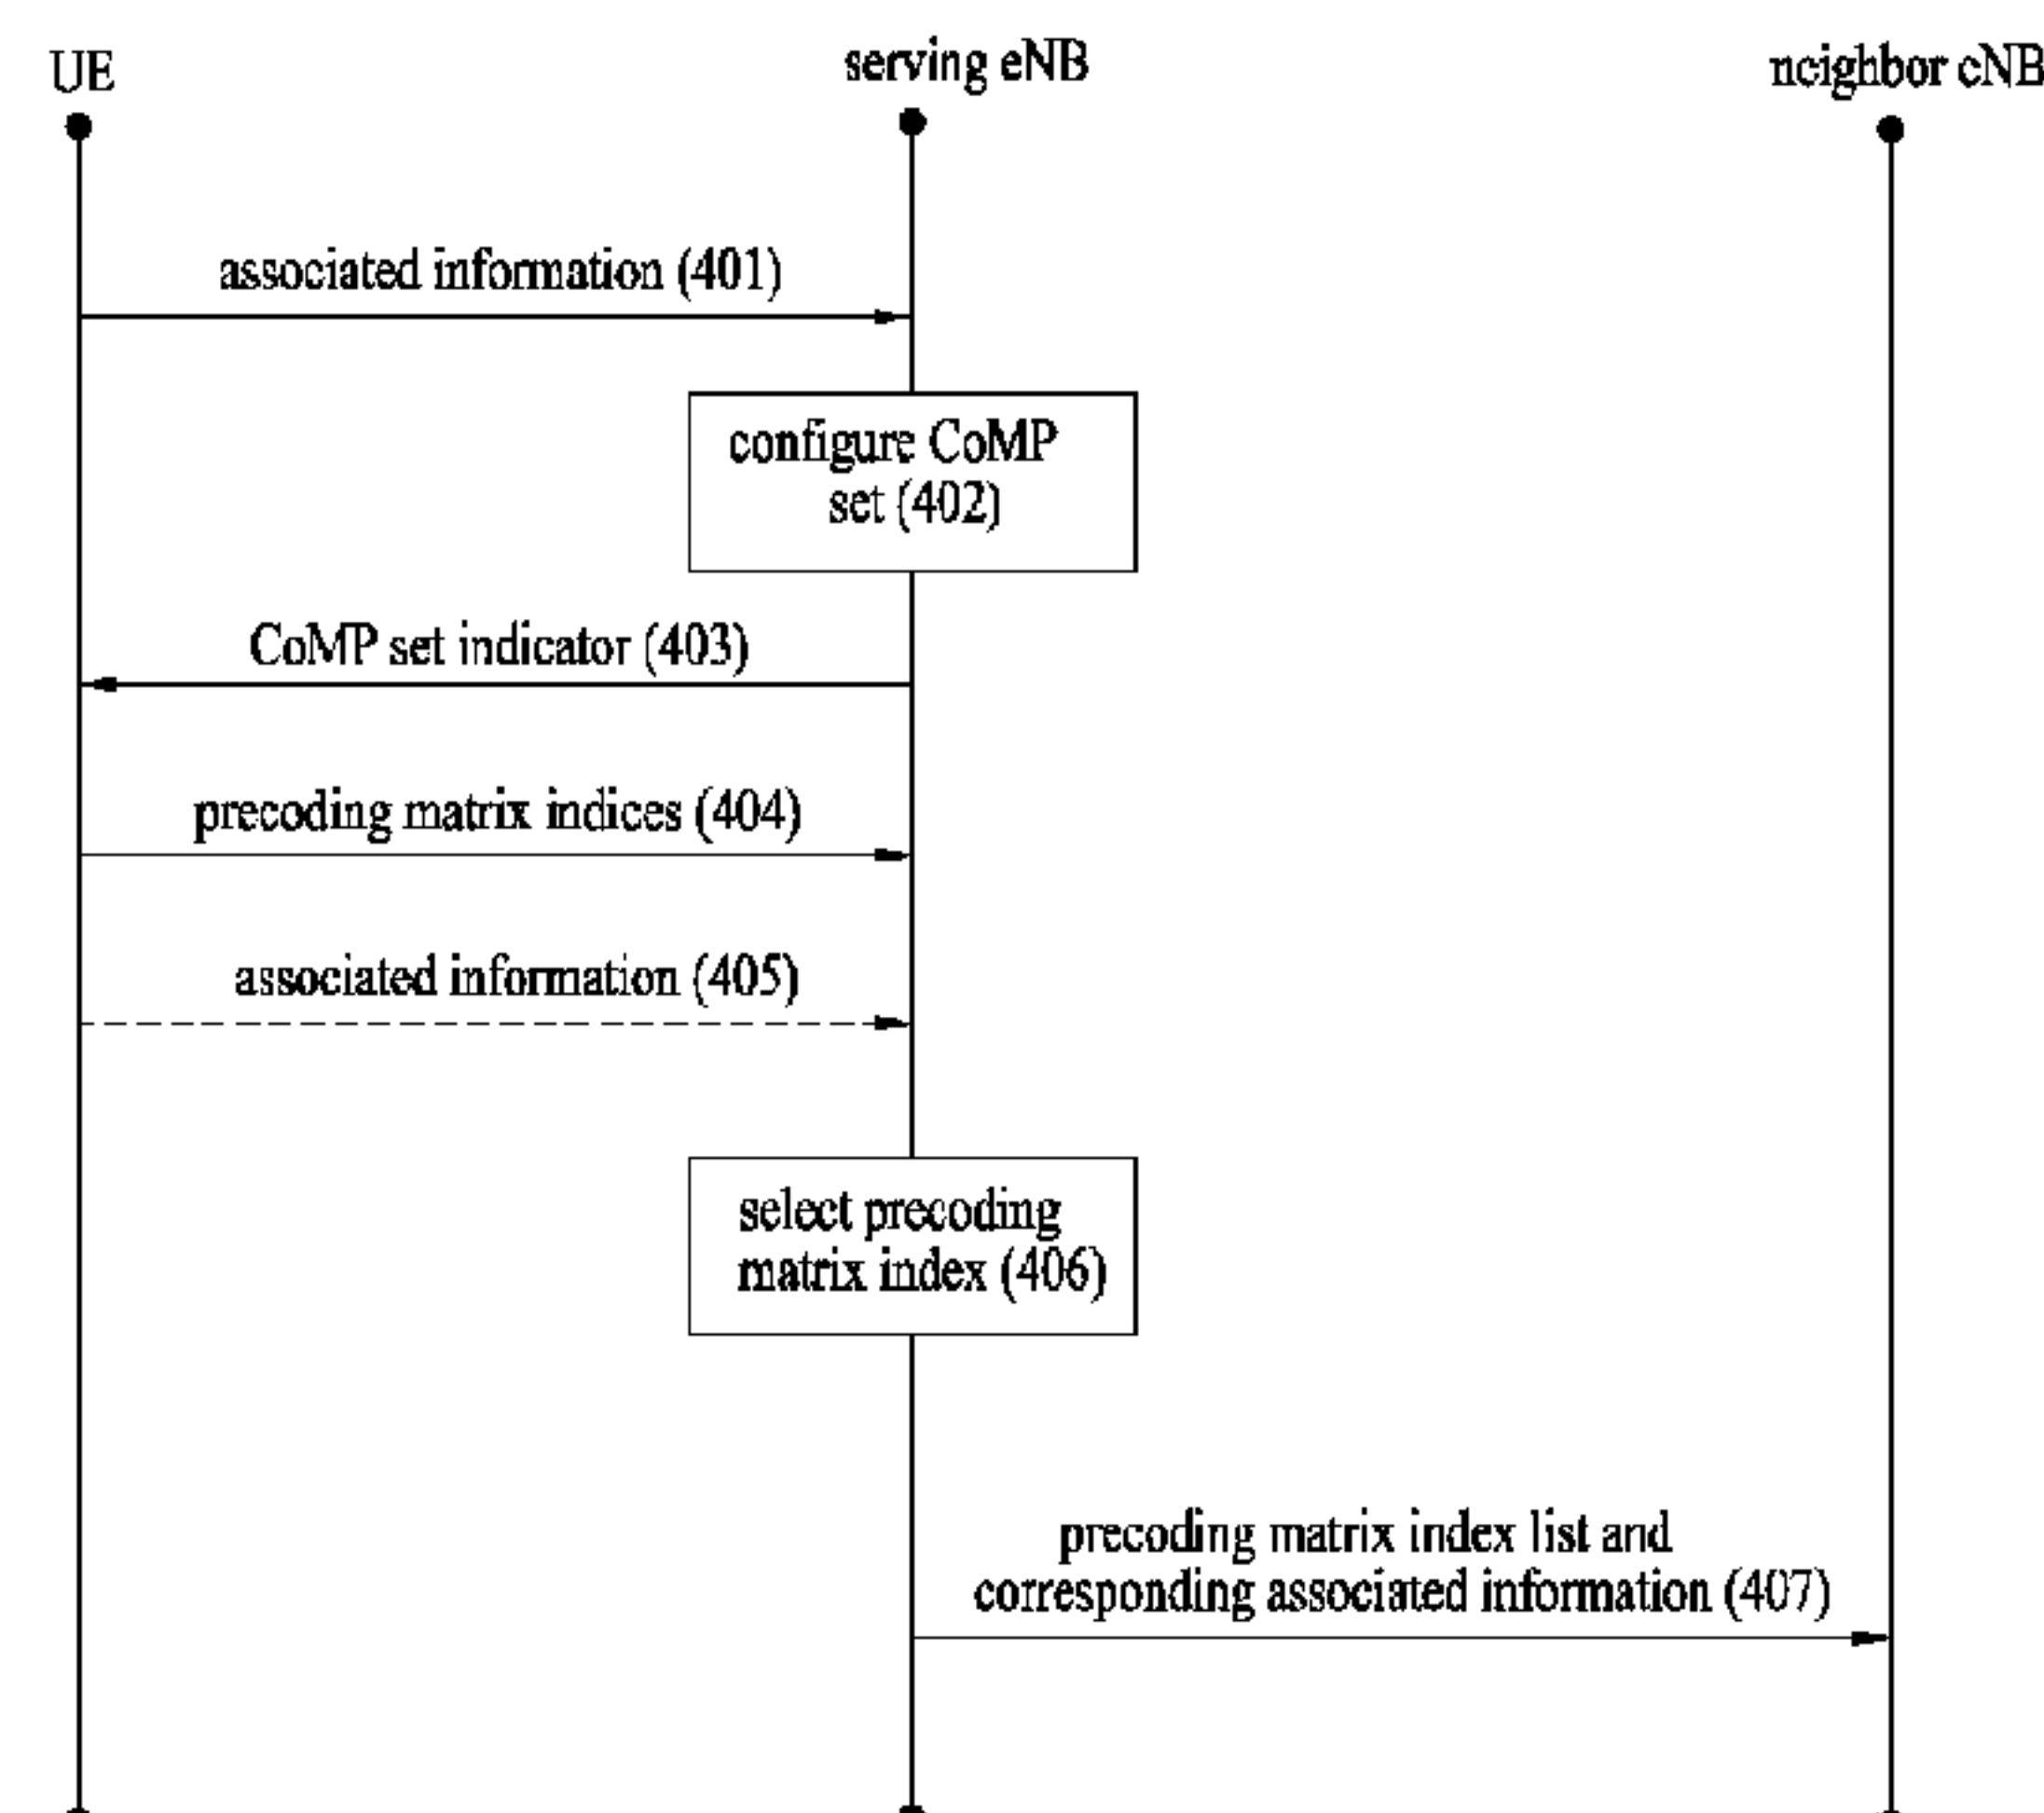 UE
serving eNB
neighbor eNB
associated information (401)
configure CoMP
set (402)
CoMP set indicator (403)
precoding matrix indices (404)
associated information (405)
select precoding
matrix index (406)
precoding matrix index list and
corresponding associated information (407)